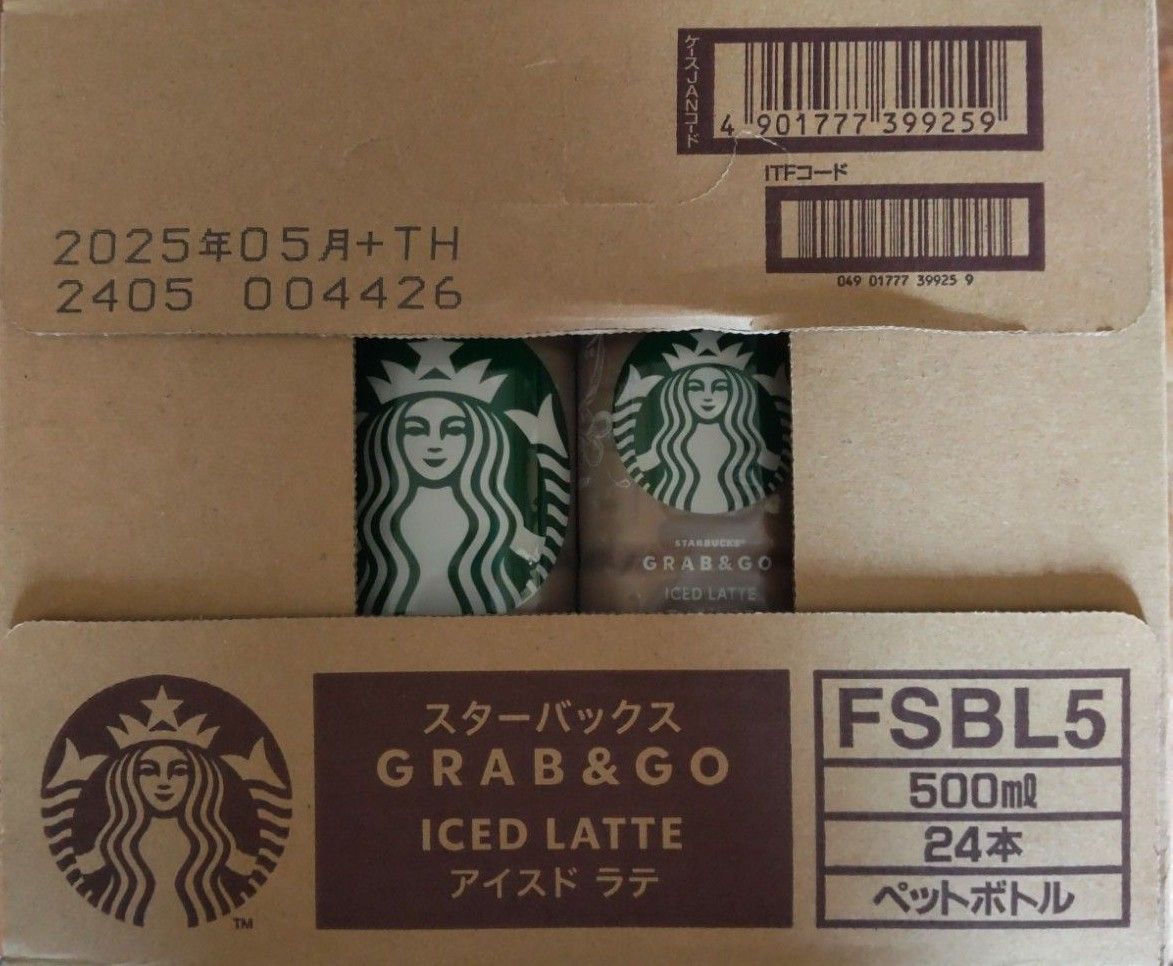 ケースJANコード
4 901777 399259
ITFコード
049 01777 39925 9
2025年05月+TH
2405 004426
STARBUCKS®
GRAB&GO
ICED LATTE
スターバックス
GRAB&GO
ICED LATTE
アイスド ラテ
TM
FSBL5
500ml
24本
ペットボトル